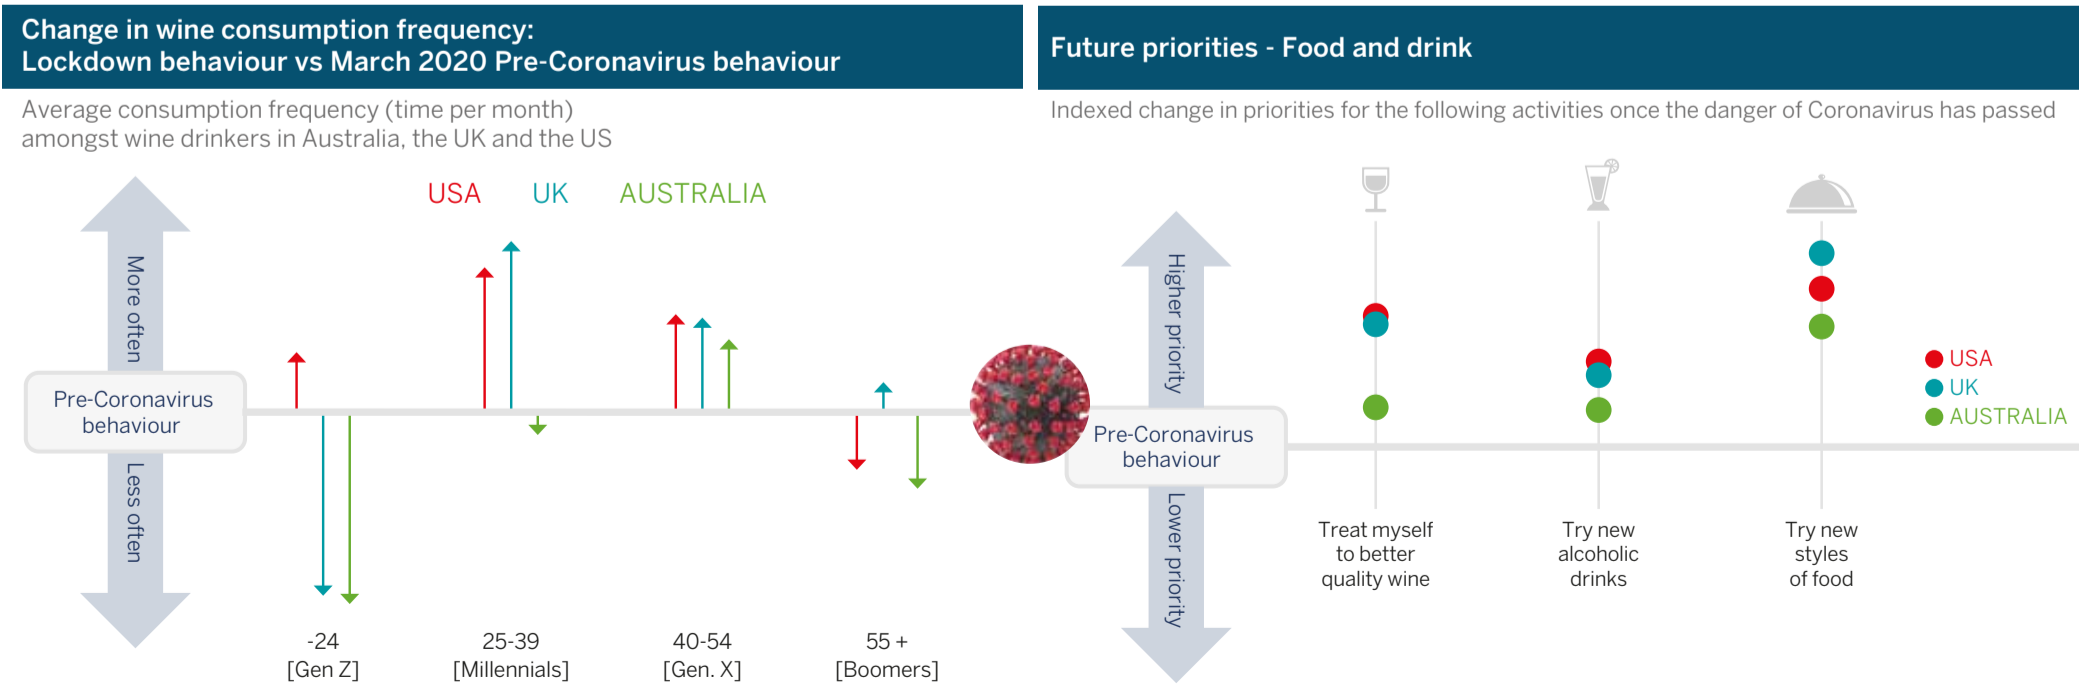 Change in wine consumption frequency:
Lockdown behaviour vs March 2020 Pre-Coronavirus behaviour
Average consumption frequency (time per month)
amongst wine drinkers in Australia, the UK and the US
USA UK AUSTRALIA
More often
Pre-Coronavirus
behaviour
Less often
-24
[Gen Z]
25-39
[Millennials]
40-54
[Gen. X]
55 +
[Boomers]
Future priorities - Food and drink
Indexed change in priorities for the following activities once the danger of Coronavirus has passed
Higher priority
Pre-Coronavirus
behaviour
Lower priority
USA
UK
AUSTRALIA
Treat myself
to better
quality wine
Try new
alcoholic
drinks
Try new
styles
of food